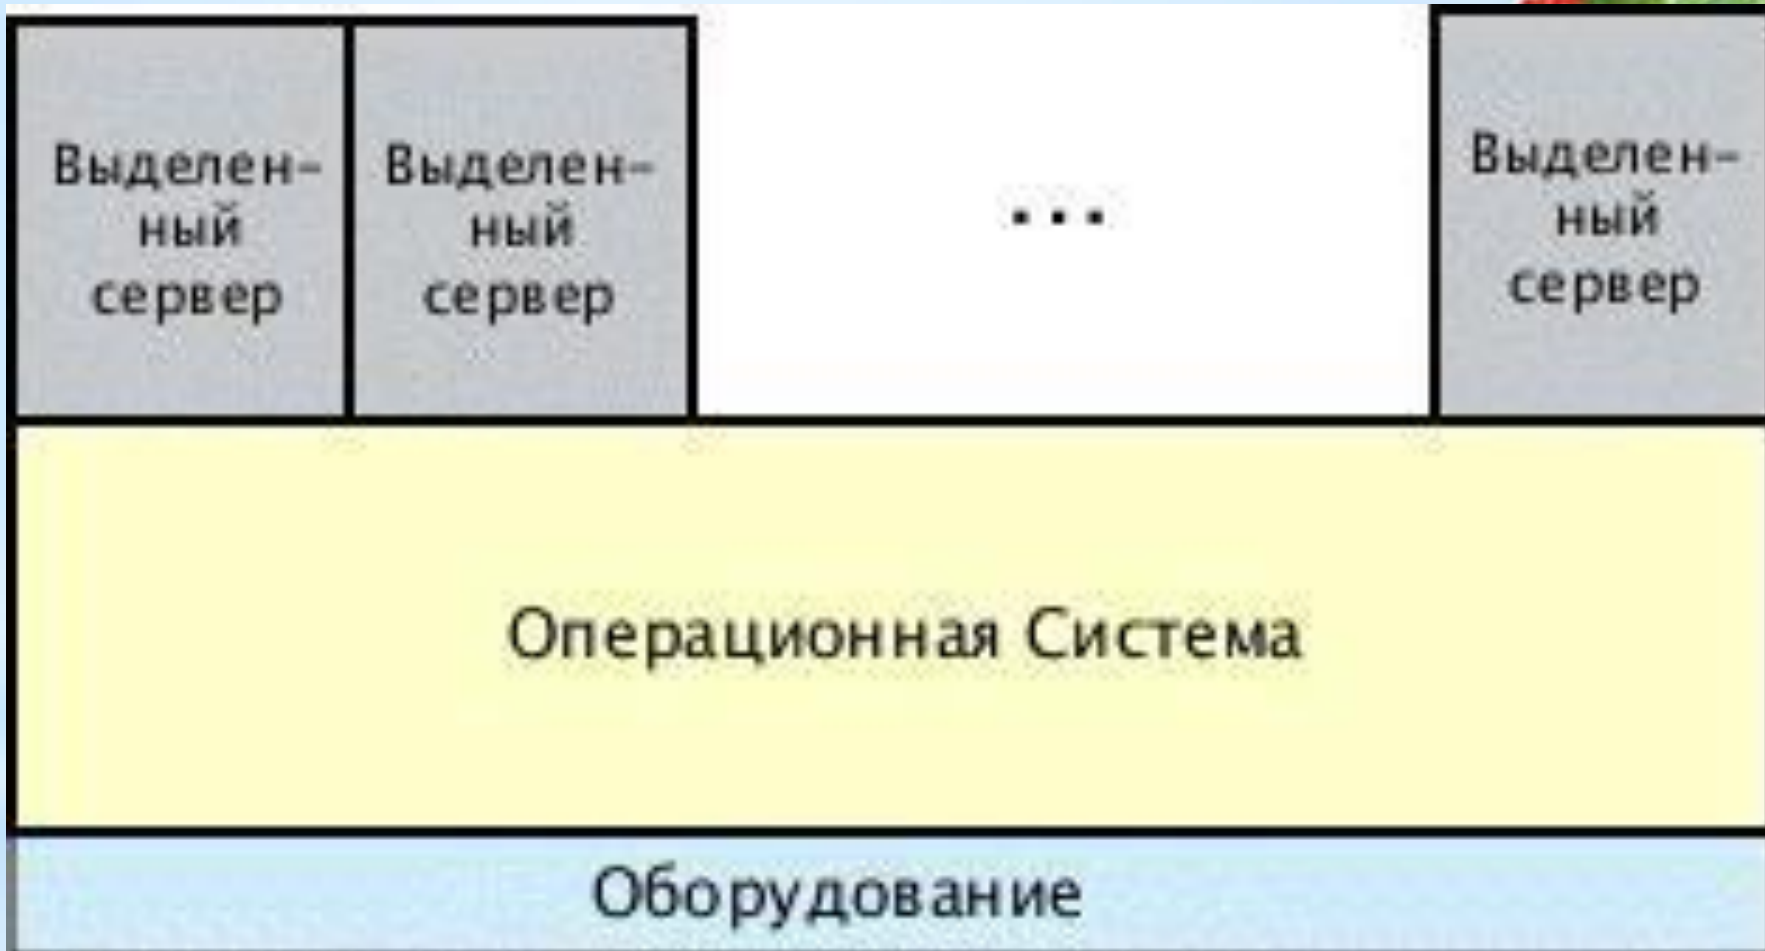 Выделен-
ный
сервер
Выделен-
ный
сервер
...
Выделен-
ный
сервер
Операционная Система
Оборудование